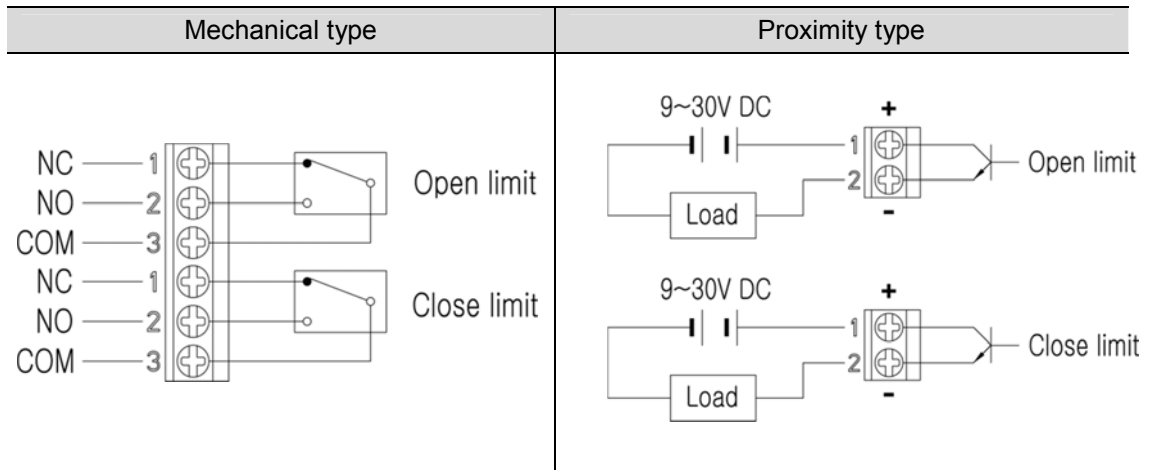 Mechanical type
NC 1
NO 2
COM 3
Open limit
NC 1
NO 2
COM 3
Close limit
Proximity type
9~30V DC
+
1
2
-
Load
Open limit
9~30V DC
+
1
2
-
Load
Close limit